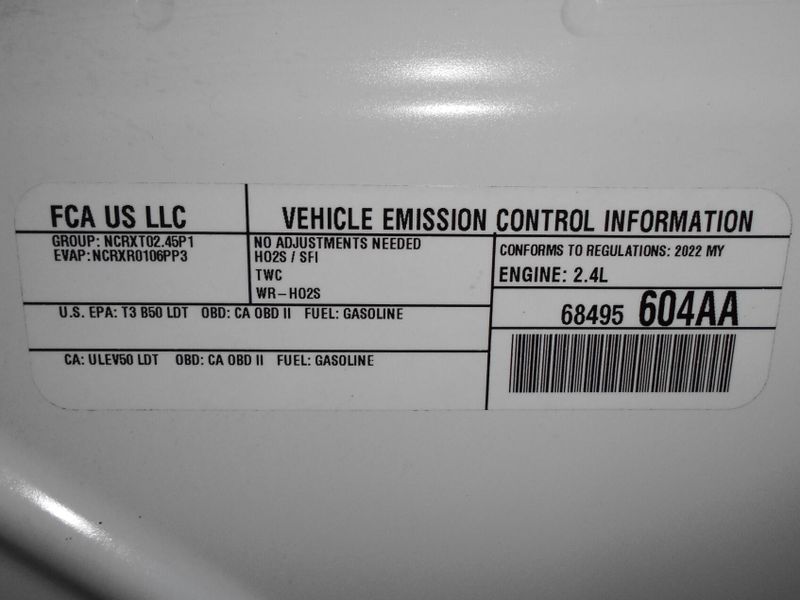 FCA US LLC
VEHICLE EMISSION CONTROL INFORMATION
GROUP: NCRXT02.45P1
EVAP:NCRXR0106PP3
NO ADJUSTMENTS NEEDED
HO2S / SFI
TWC
WR-HO2S
CONFORMS TO REGULATIONS: 2022 MY
ENGINE: 2.4L
U.S. EPA: T3 B50 LDT OBD: CA OBD II FUEL: GASOLINE
68495 604AA
CA: ULEV50 LDT OBD: CA OBD II FUEL: GASOLINE